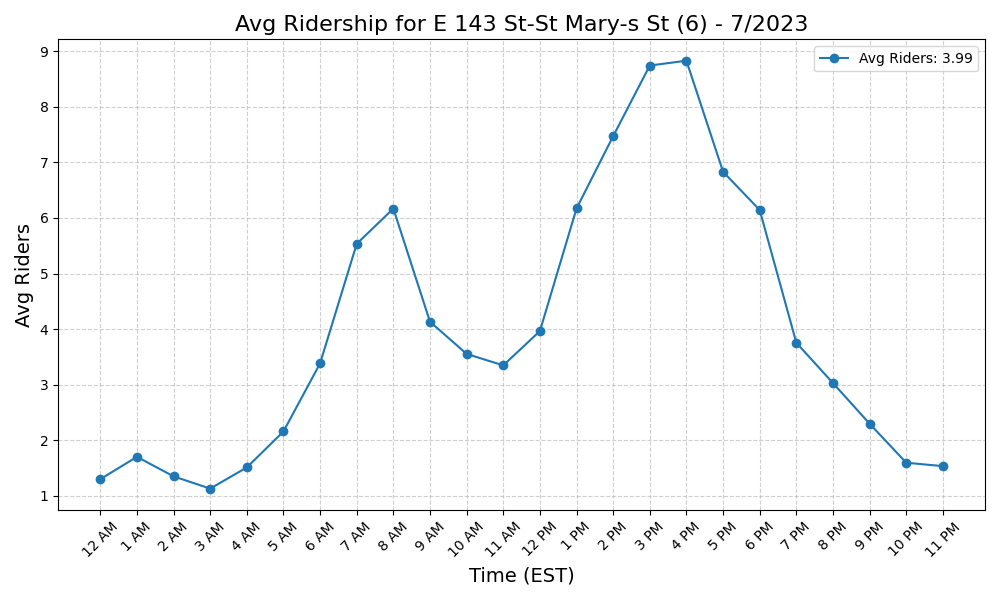 Avg Ridership for E 143 St-St Mary-s St (6) - 7/2023
Avg Riders: 3.99
Avg Riders
9
8
7
6
5
4
3
2
1
12 AM
1 AM
2 AM
3 AM
4 AM
5 AM
6 AM
7 AM
8 AM
9 AM
10 AM
11 AM
12 PM
1 PM
2 PM
3 PM
4 PM
5 PM
6 PM
7 PM
8 PM
9 PM
10 PM
11 PM
Time (EST)